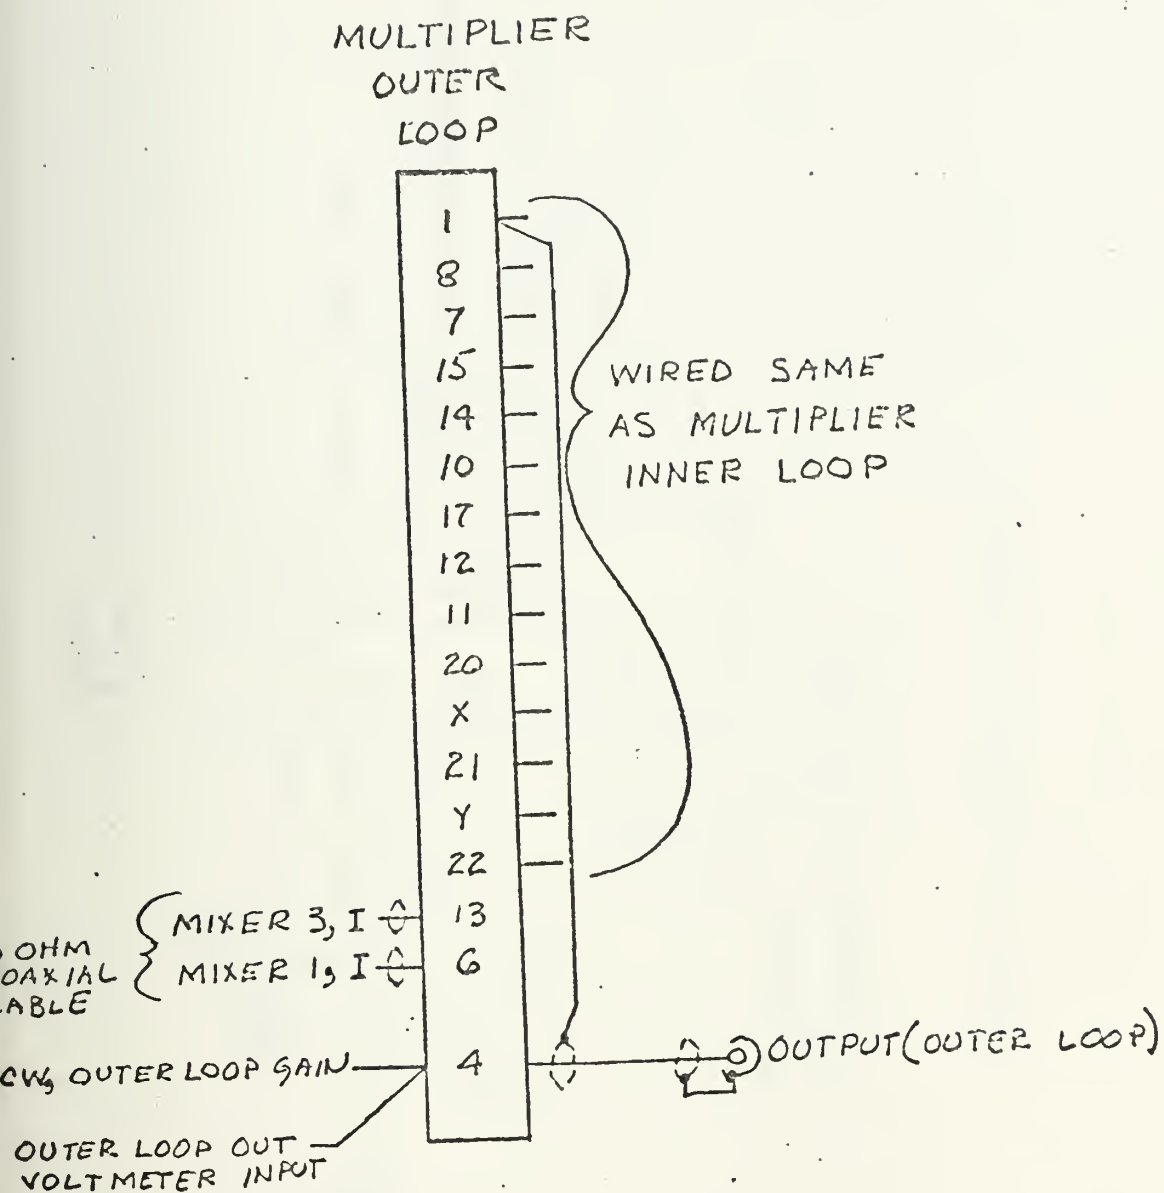 MULTIPLIER
OUTER
LOOP
1
8
7
15
14
10
17
12
11
20
X
21
Y
22
WIRED SAME
AS MULTIPLIER
INNER LOOP
MIXER 3, I
13
OHM
MIXER 1, I
6
OAXIAL
ABLE
CW, OUTER LOOP GAIN
4
OUTPUT (OUTER LOOP)
OUTER LOOP OUT
VOLTMETER INPUT